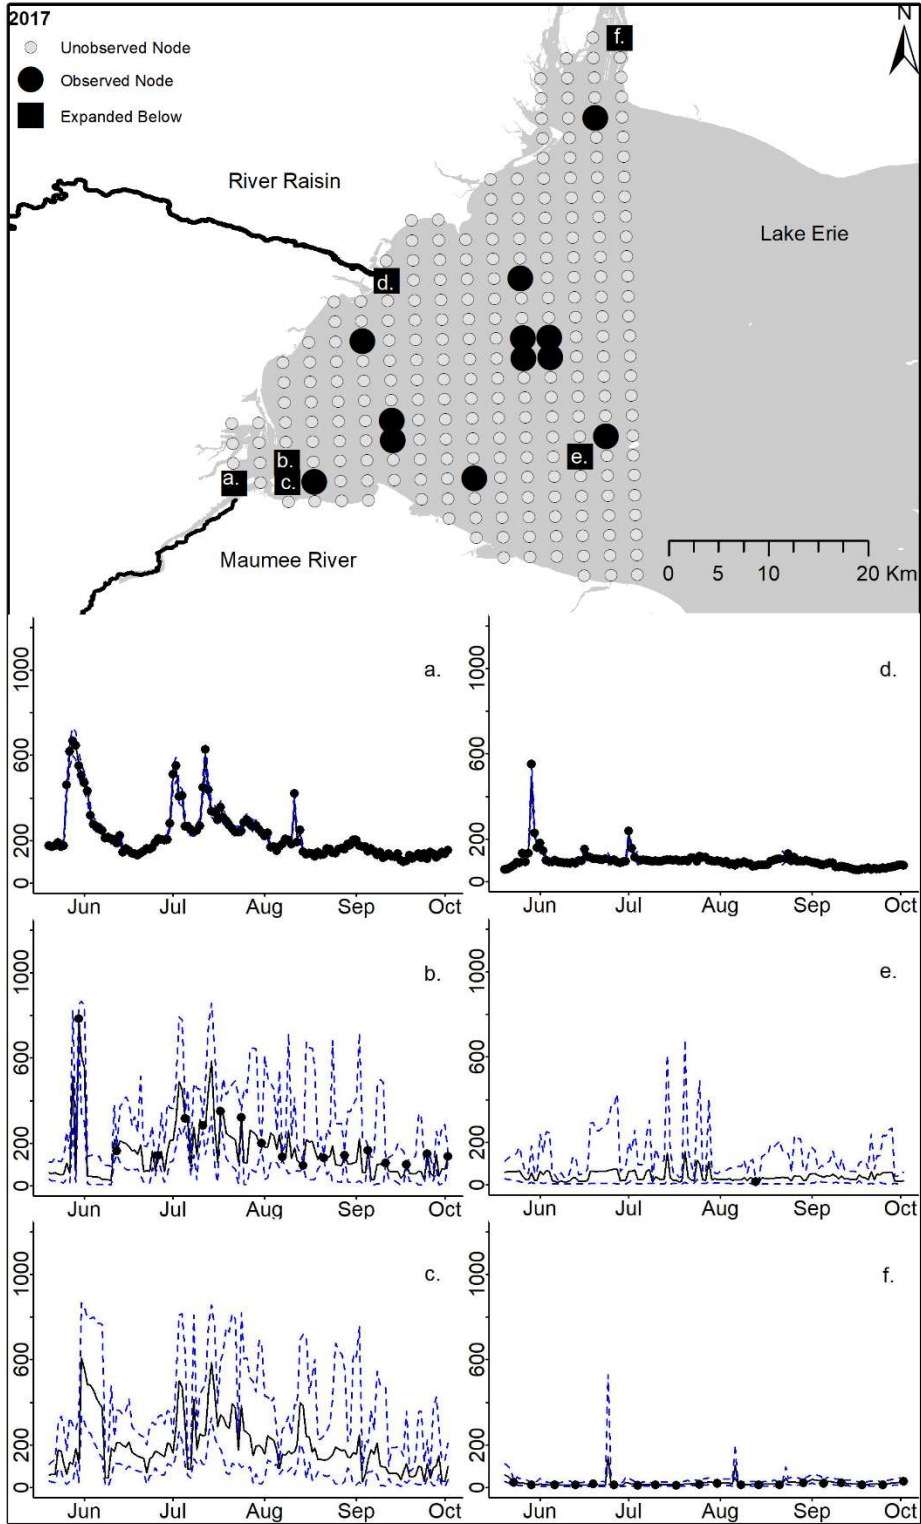 2017
N
Unobserved Node
Observed Node
Expanded Below
f.
River Raisin
Lake Erie
d.
b.
e.
a.
c.
Maumee River
0 5 10 20 Km
a.
0 200 600 1000
Jun Jul Aug Sep Oct
d.
0 200 600 1000
Jun Jul Aug Sep Oct
b.
0 200 600 1000
Jun Jul Aug Sep Oct
e.
0 200 600 1000
Jun Jul Aug Sep Oct
c.
0 200 600 1000
Jun Jul Aug Sep Oct
f.
0 200 600 1000
Jun Jul Aug Sep Oct